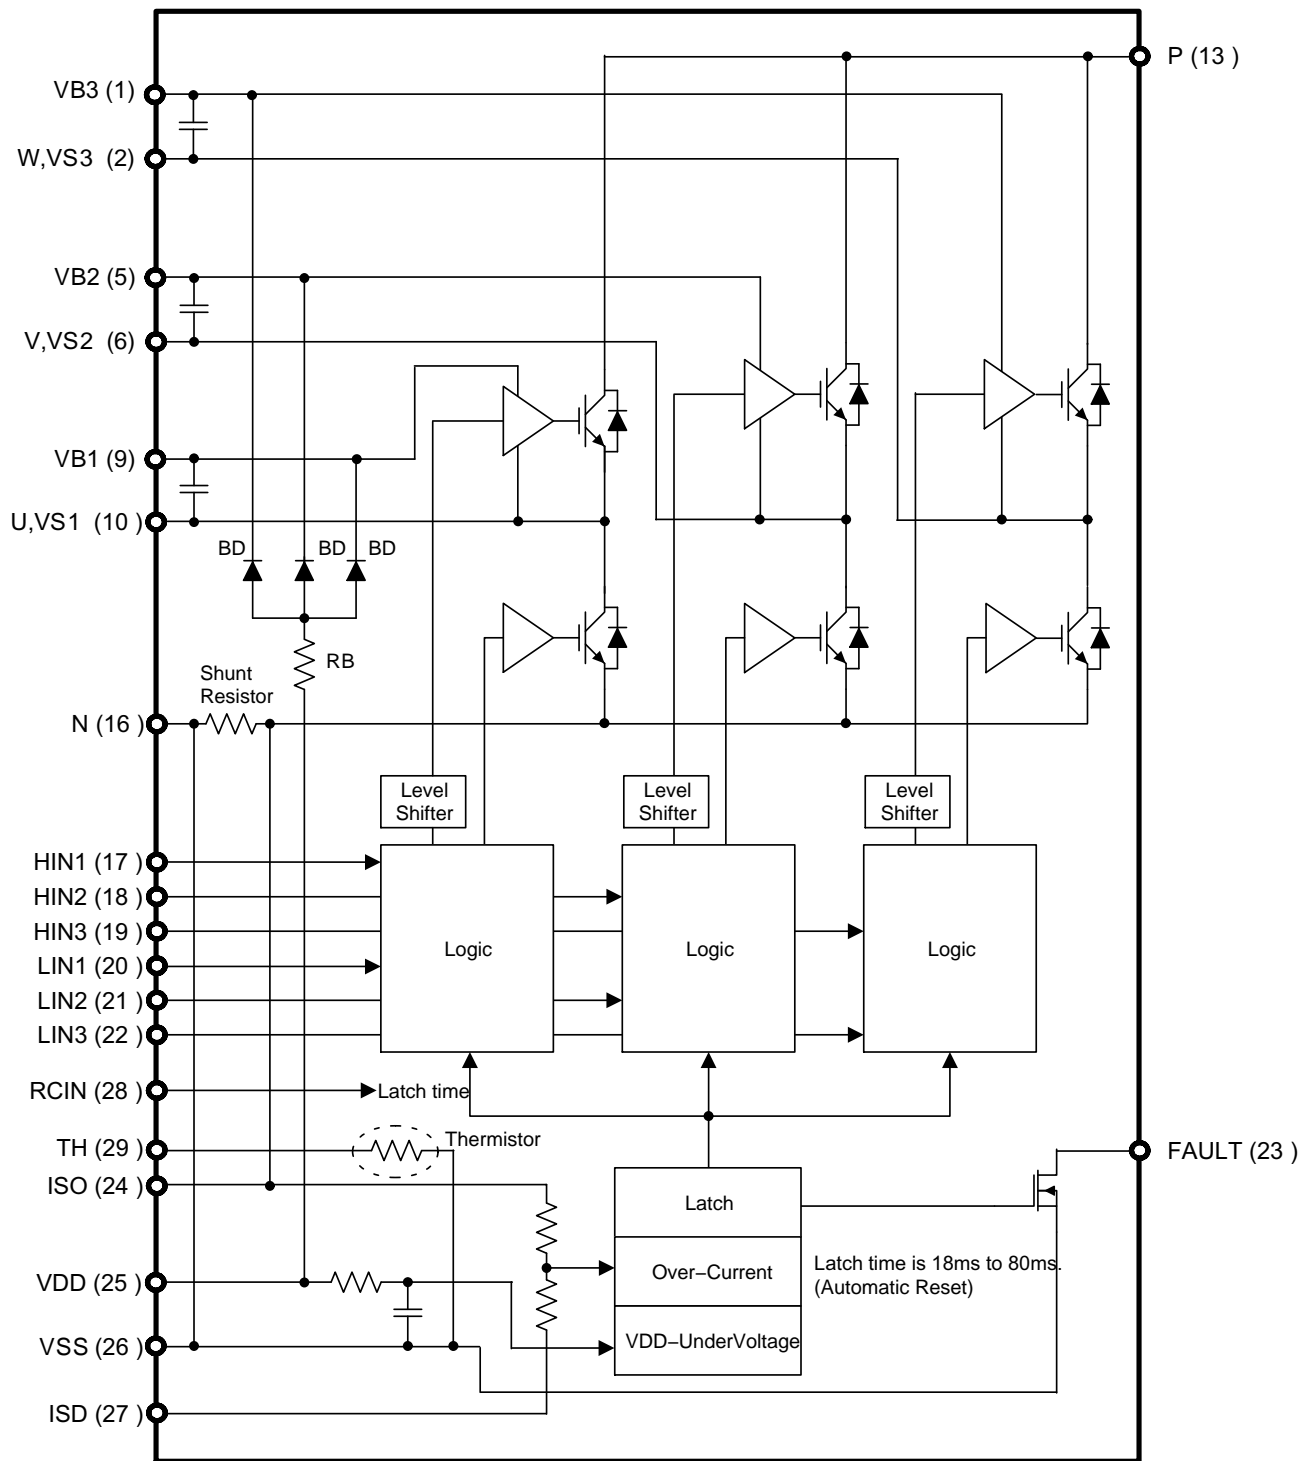 P (13 )
VB3 (1)
W,VS3  (2)
VB2 (5)
V,VS2  (6)
VB1 (9)
U,VS1  (10 )
BD
BD
BD
RB
Shunt
Resistor
N (16 )
Level
Shifter
Level
Shifter
Level
Shifter
HIN1 (17 )
HIN2 (18 )
HIN3 (19 )
LIN1 (20 )
LIN2 (21 )
LIN3 (22 )
Logic
Logic
Logic
RCIN (28 )
Latch time
TH (29 )
Thermistor
FAULT (23 )
ISO (24 )
Latch
Over−Current
VDD−UnderVoltage
Latch time is 18ms to 80ms.
(Automatic Reset)
VDD (25 )
VSS (26 )
ISD (27 )